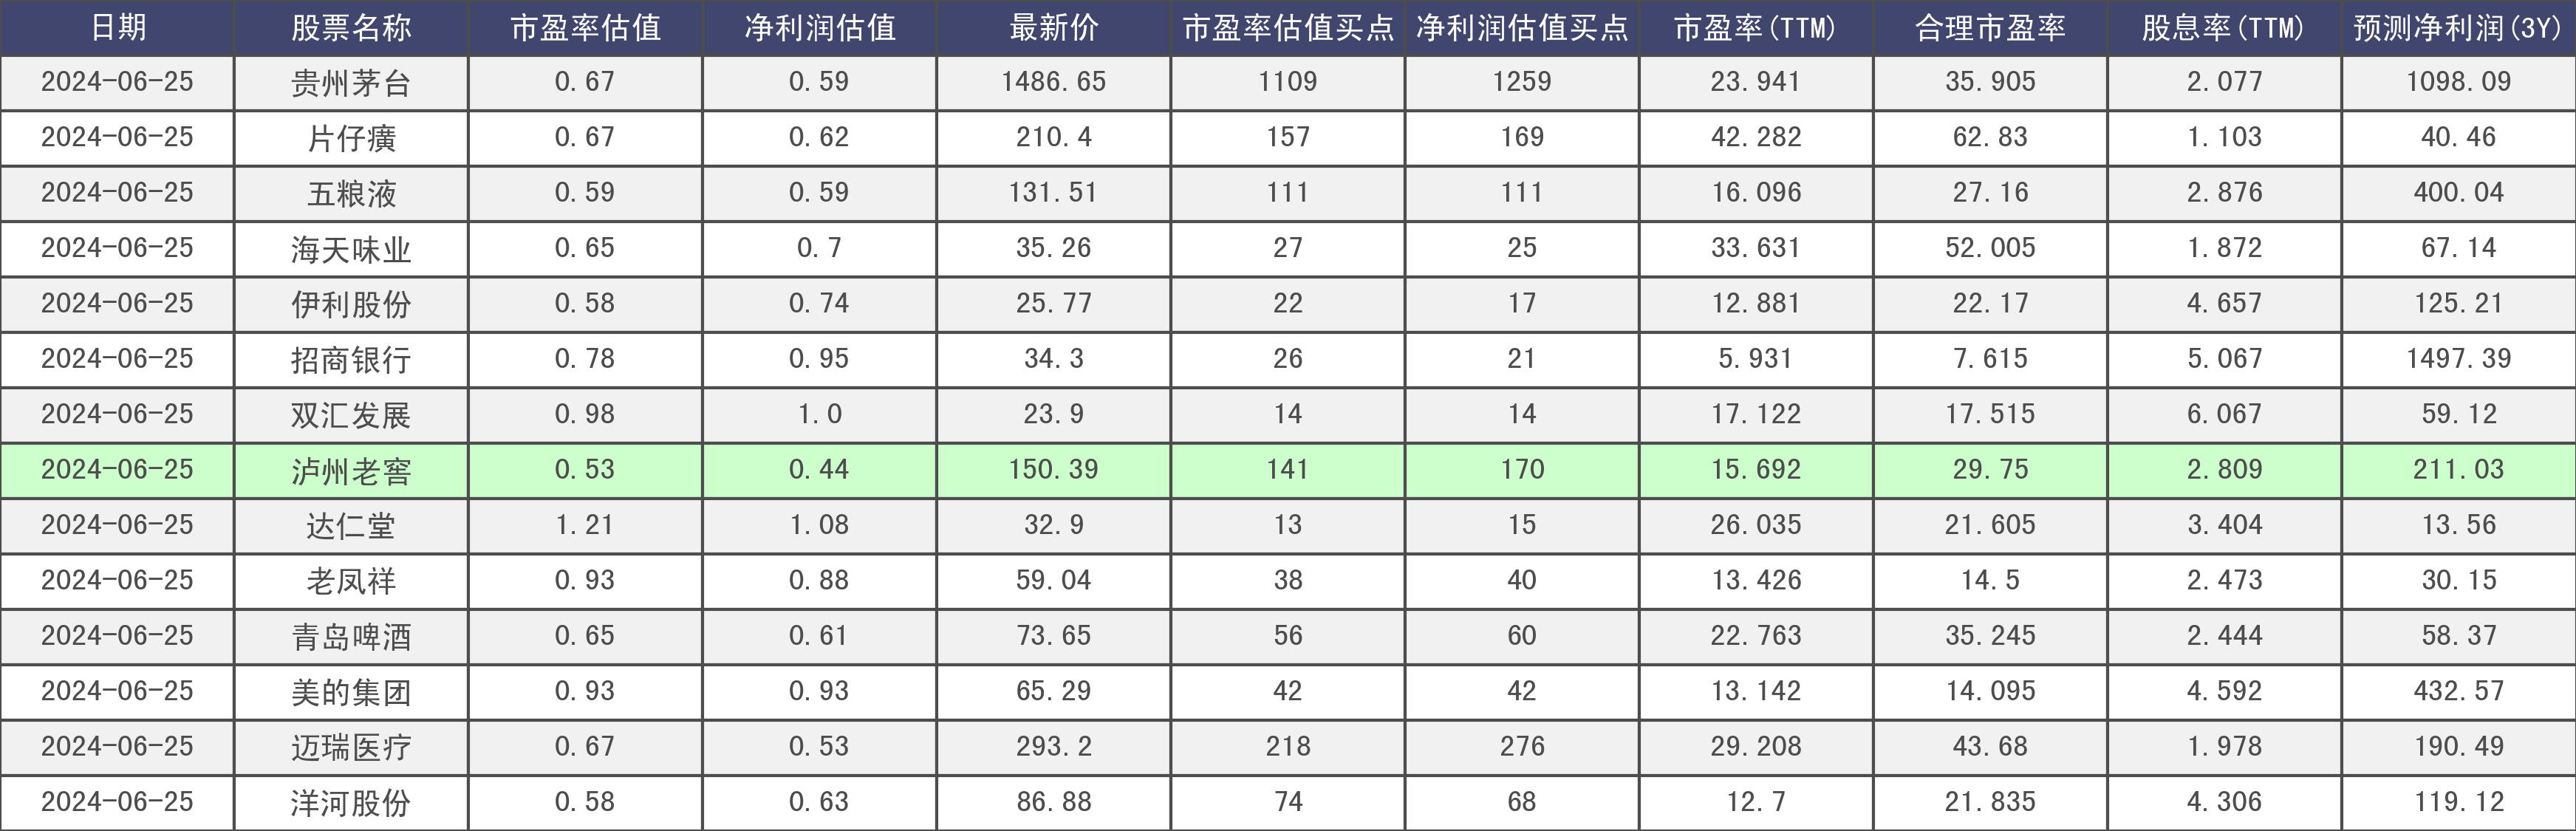 日期 股票名称 市盈率估值 净利润估值 最新价 市盈率估值买点 净利润估值买点 市盈率(TTM) 合理市盈率 股息率(TTM) 预测净利润(3Y)
2024-06-25 贵州茅台 0.67 0.59 1486.65 1109 1259 23.941 35.905 2.077 1098.09
2024-06-25 片仔癀 0.67 0.62 210.4 157 169 42.282 62.83 1.103 40.46
2024-06-25 五粮液 0.59 0.59 131.51 111 111 16.096 27.16 2.876 400.04
2024-06-25 海天味业 0.65 0.7 35.26 27 25 33.631 52.005 1.872 67.14
2024-06-25 伊利股份 0.58 0.74 25.77 22 17 12.881 22.17 4.657 125.21
2024-06-25 招商银行 0.78 0.95 34.3 26 21 5.931 7.615 5.067 1497.39
2024-06-25 双汇发展 0.98 1.0 23.9 14 14 17.122 17.515 6.067 59.12
2024-06-25 泸州老窖 0.53 0.44 150.39 141 170 15.692 29.75 2.809 211.03
2024-06-25 达仁堂 1.21 1.08 32.9 13 15 26.035 21.605 3.404 13.56
2024-06-25 老凤祥 0.93 0.88 59.04 38 40 13.426 14.5 2.473 30.15
2024-06-25 青岛啤酒 0.65 0.61 73.65 56 60 22.763 35.245 2.444 58.37
2024-06-25 美的集团 0.93 0.93 65.29 42 42 13.142 14.095 4.592 432.57
2024-06-25 迈瑞医疗 0.67 0.53 293.2 218 276 29.208 43.68 1.978 190.49
2024-06-25 洋河股份 0.58 0.63 86.88 74 68 12.7 21.835 4.306 119.12